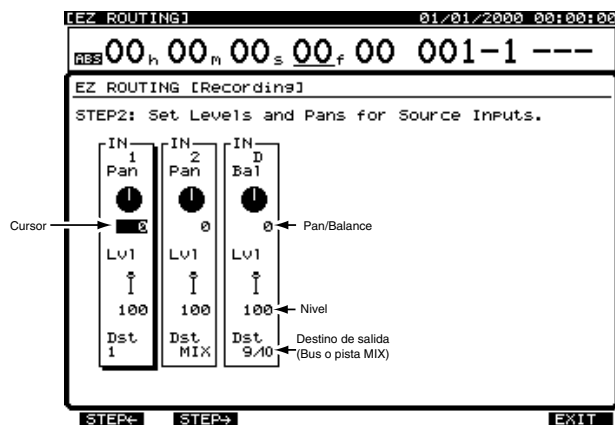 [EZ ROUTING] 01/01/2000 00:00:00
ABS 00h 00m 00s 00f 00 001-1 ---
EZ ROUTING [Recording]
STEP2: Set Levels and Pans for Source Inputs.
IN 1 IN 2 IN D
Pan Pan Bal
Cursor 0 0 0 Pan/Balance
Lvl Lvl Lvl
100 100 100 Nivel
Dst Dst Dst Destino de salida
1 MIX 9/10 (Bus o pista MIX)
STEP← STEP→ EXIT